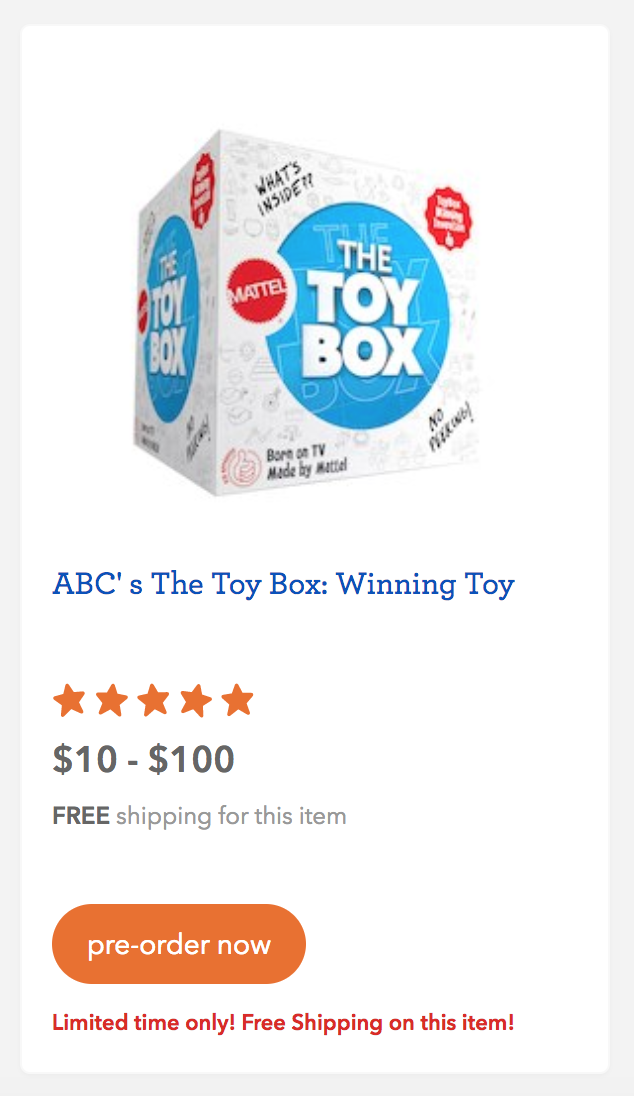 WHAT'S
INSIDE??
THE
TOY
BOX
MATTEL
NO
PEEKING!
Born on TV
Made by Mattel
THE
TOY
BOX
ABC' s The Toy Box: Winning Toy
$10 - $100
FREE shipping for this item
pre-order now
Limited time only! Free Shipping on this item!